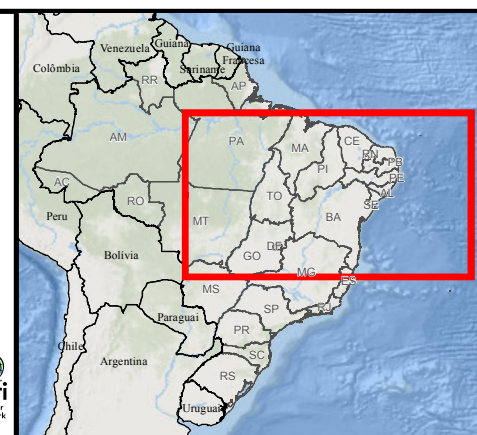 Venezuela
Guiana
Guiana
Francesa
Suriname
Colômbia
RR
AP
AM
PA
MA
CE
RN
PB
PI
PE
AL
SE
AC
RO
TO
BA
Peru
MT
Bolívia
GO
DF
MG
ES
MS
SP
RJ
Paraguai
PR
Chile
SC
Argentina
RS
Uruguai